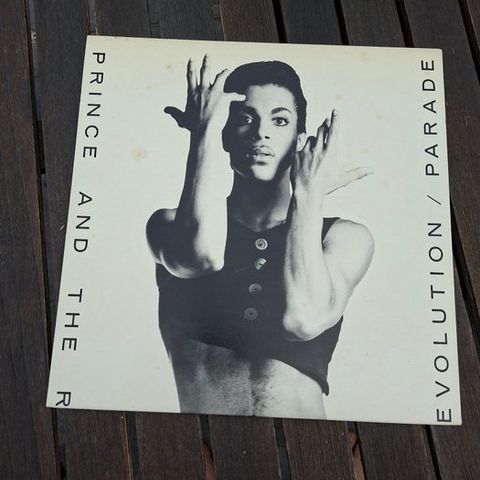 PRINCE AND THE R
EVOLUTION / PARADE